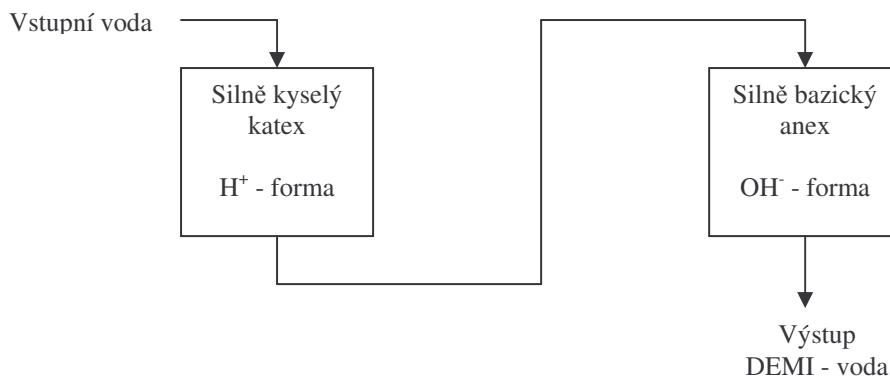 Vstupní voda
Silně kyselý
katex
H⁺ - forma
Silně bazický
anex
OH⁻ - forma
Výstup
DEMI - voda